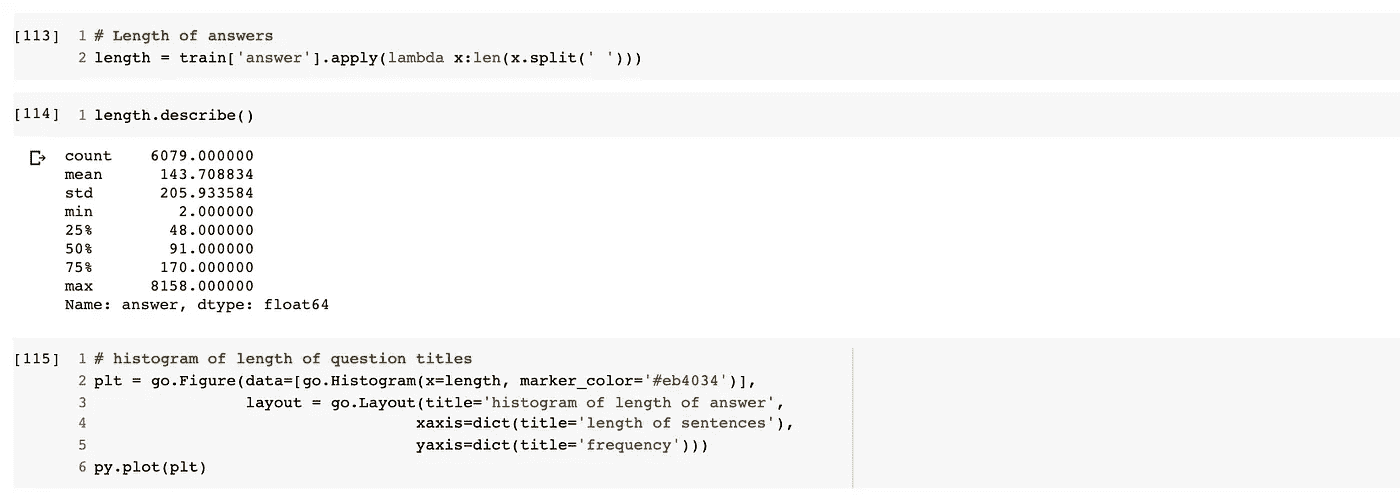 [113] 1 # Length of answers
2 length = train['answer'].apply(lambda x:len(x.split(' ')))
[114] 1 length.describe()
count 6079.000000
mean 143.708834
std 205.933584
min 2.000000
25% 48.000000
50% 91.000000
75% 170.000000
max 8158.000000
Name: answer, dtype: float64
[115] 1 # histogram of length of question titles
2 plt = go.Figure(data=[go.Histogram(x=length, marker_color='#eb4034')],
3 layout = go.Layout(title='histogram of length of answer',
4 xaxis=dict(title='length of sentences'),
5 yaxis=dict(title='frequency')))
6 py.plot(plt)